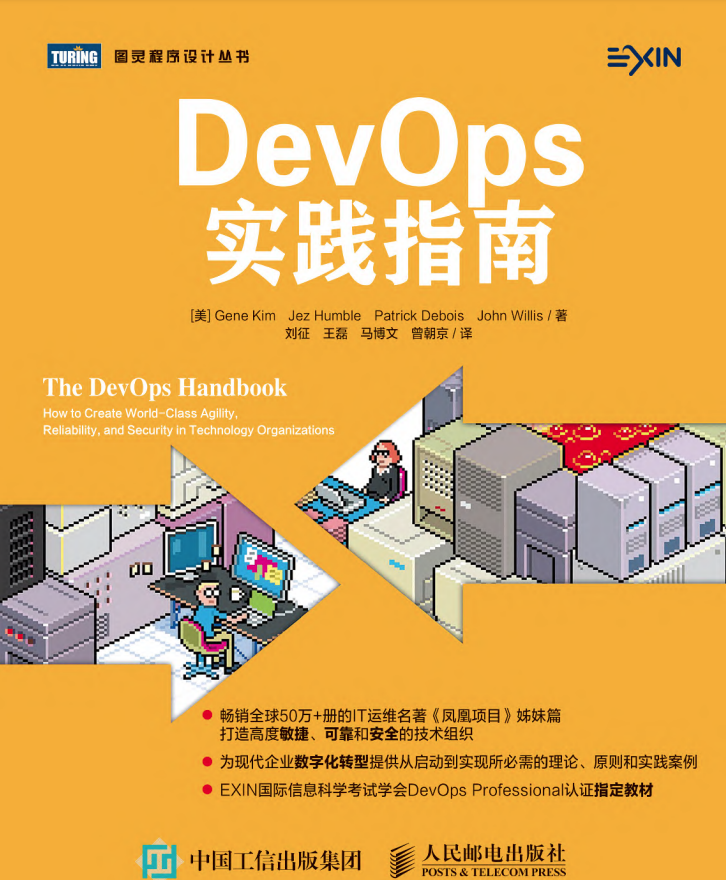 TURING 图灵程序设计丛书
EXIN
DevOps
实践指南
[美] Gene Kim Jez Humble Patrick Debois John Willis / 著
刘征 王磊 马博文 曾朝京 / 译
The DevOps Handbook
How to Create World-Class Agility,
Reliability, and Security in Technology Organizations
畅销全球50万+册的IT运维名著《凤凰项目》姊妹篇
打造高度敏捷、可靠和安全的技术组织
为现代企业数字化转型提供从启动到实现所必需的理论、原则和实践案例
EXIN国际信息科学考试学会DevOps Professional认证指定教材
中国工信出版集团
人民邮电出版社
POSTS & TELECOM PRESS